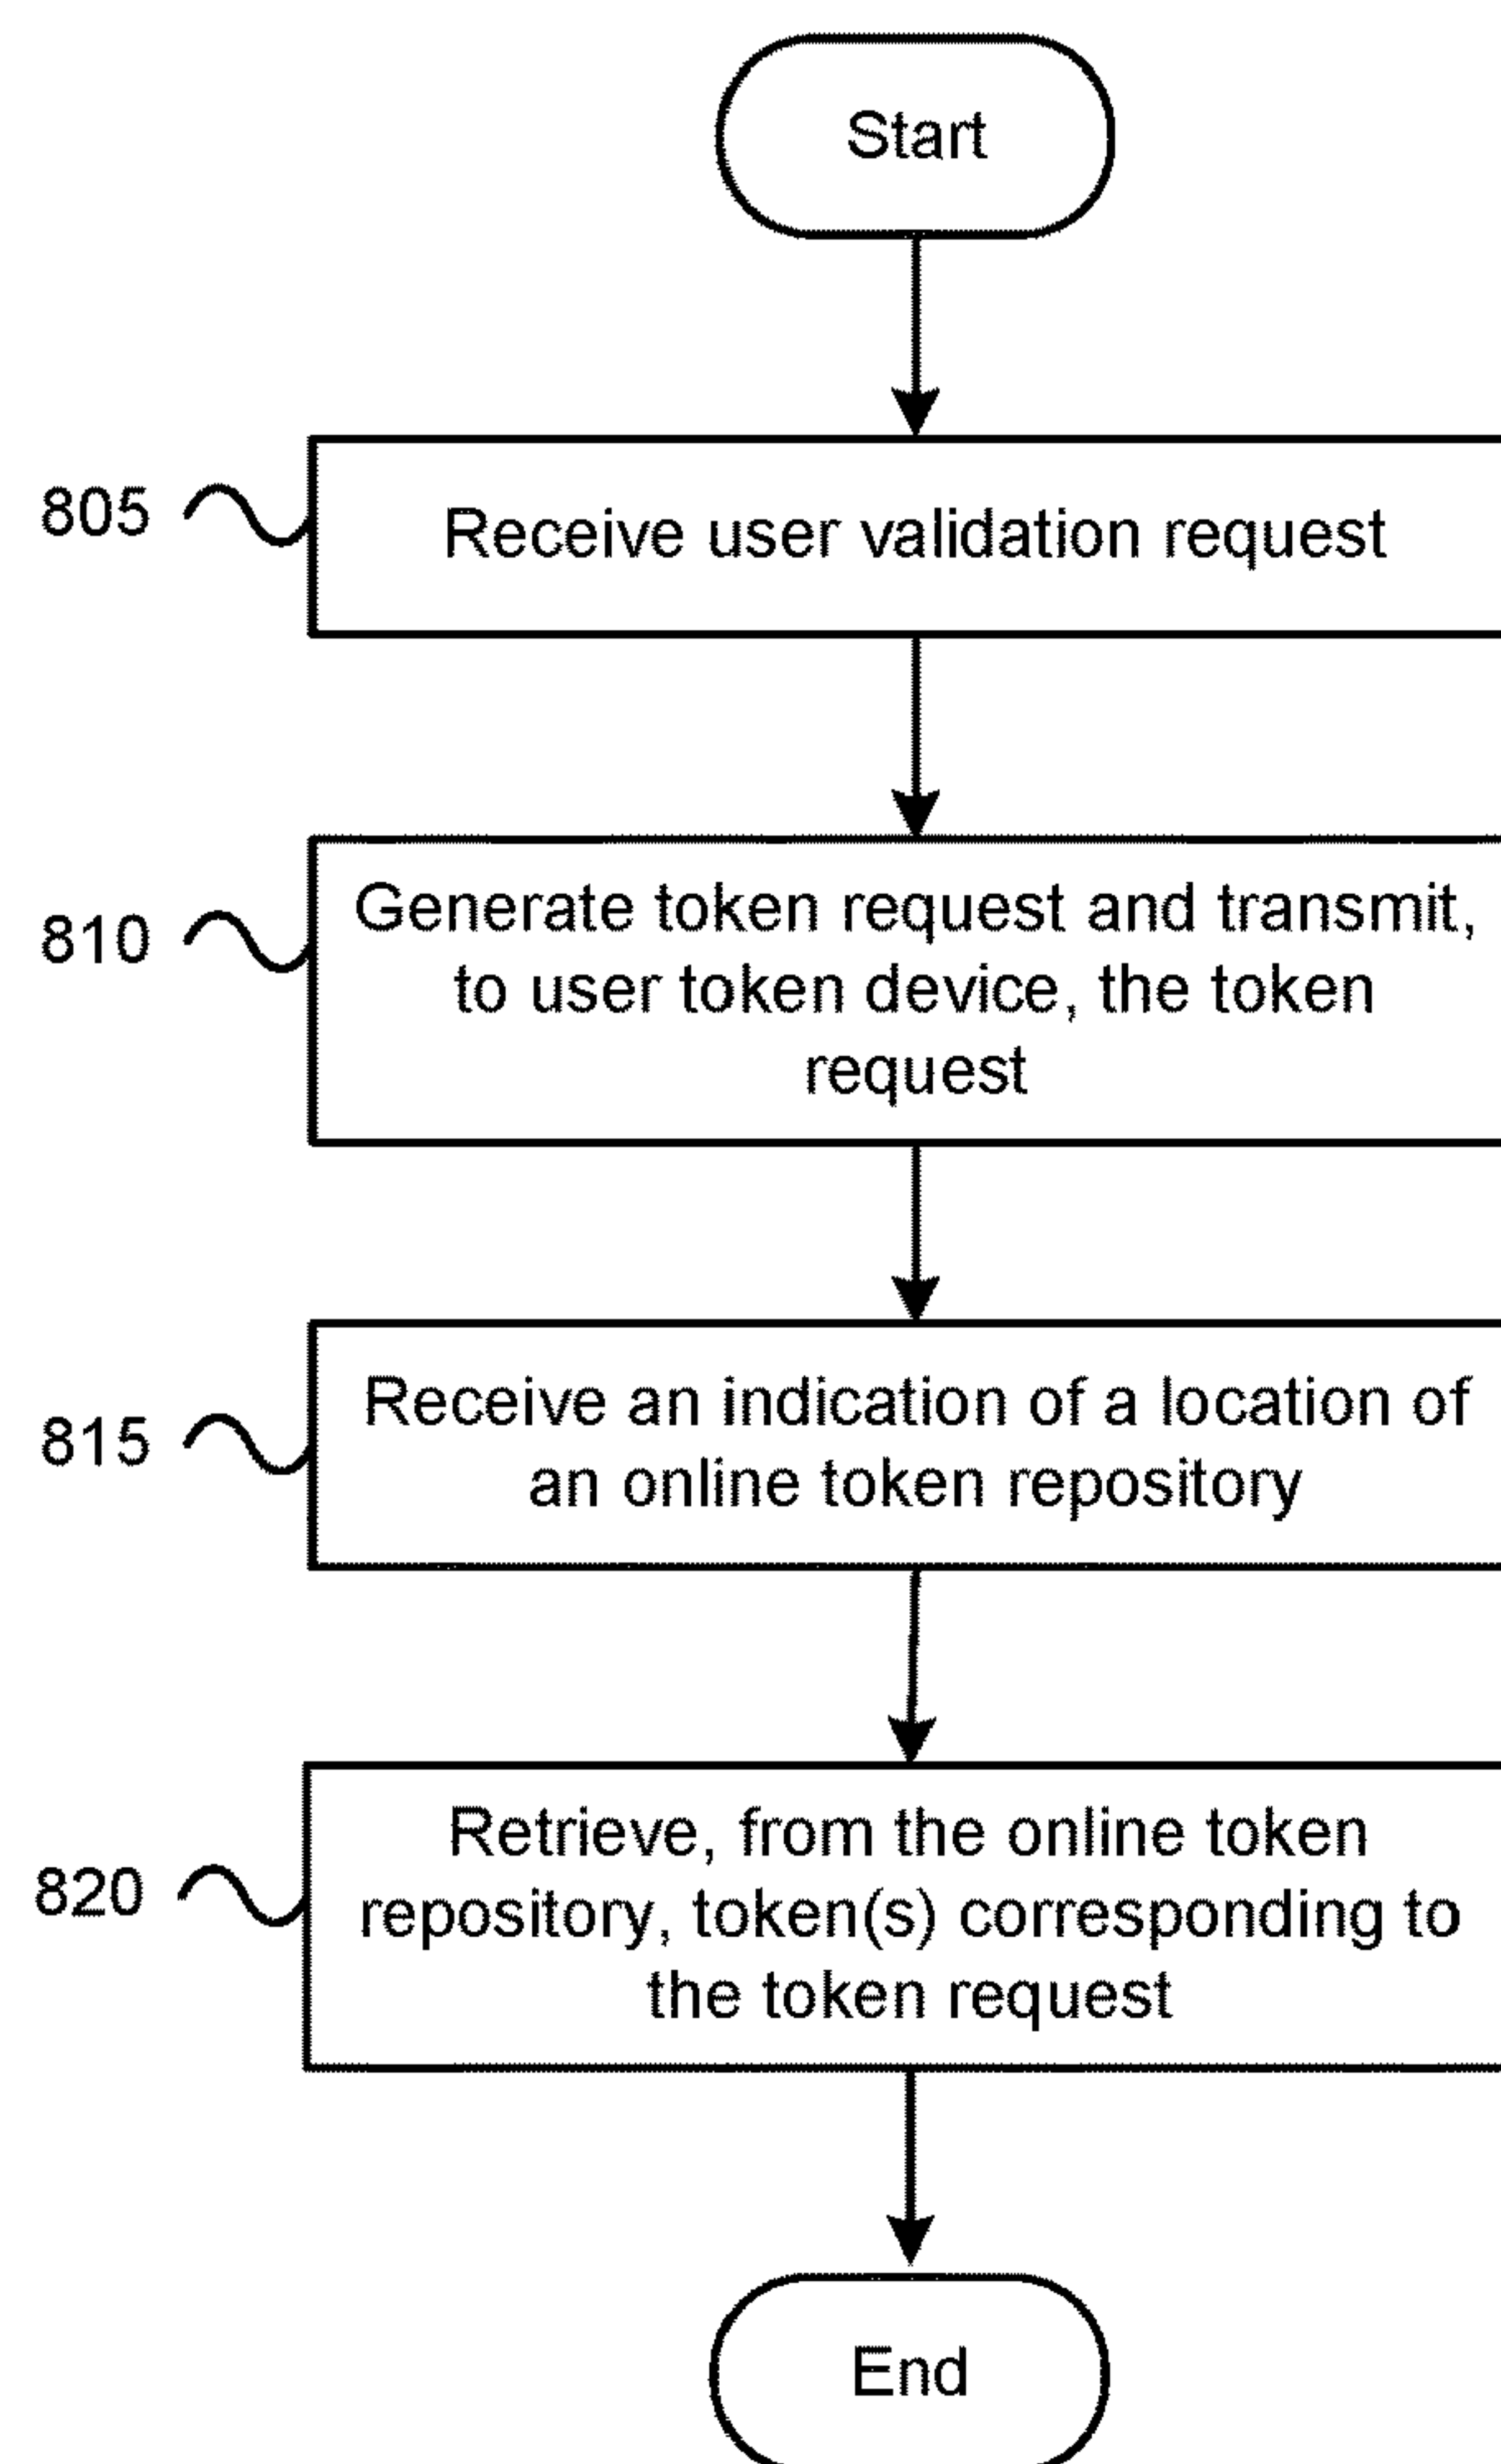 Start
805
Receive user validation request
810
Generate token request and transmit,
to user token device, the token
request
815
Receive an indication of a location of
an online token repository
820
Retrieve, from the online token
repository, token(s) corresponding to
the token request
End